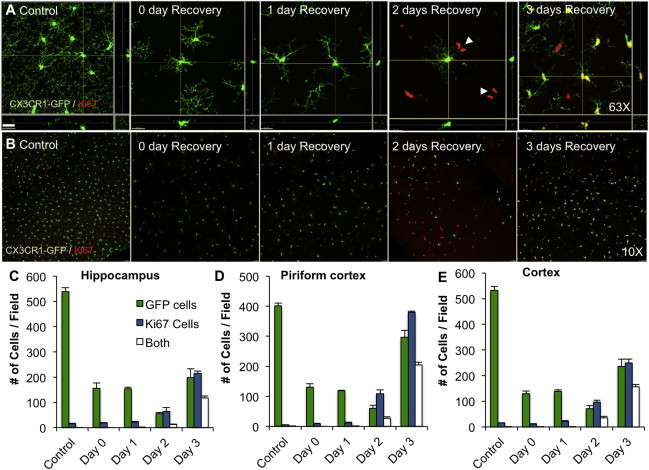 A Control 0 day Recovery 1 day Recovery 2 days Recovery 3 days Recovery
CX3CR1-GFP / Ki67 63X
B Control 0 day Recovery 1 day Recovery 2 days Recovery 3 days Recovery
CX3CR1-GFP / Ki67 10X
C Hippocampus
# of Cells / Field
600
500
400
300
200
100
0
GFP cells
Ki67 Cells
Both
Control Day 0 Day 1 Day 2 Day 3
D Piriform cortex
# of Cells / Field
500
400
300
200
100
0
Control Day 0 Day 1 Day 2 Day 3
E Cortex
# of Cells / Field
600
500
400
300
200
100
0
Control Day 0 Day 1 Day 2 Day 3